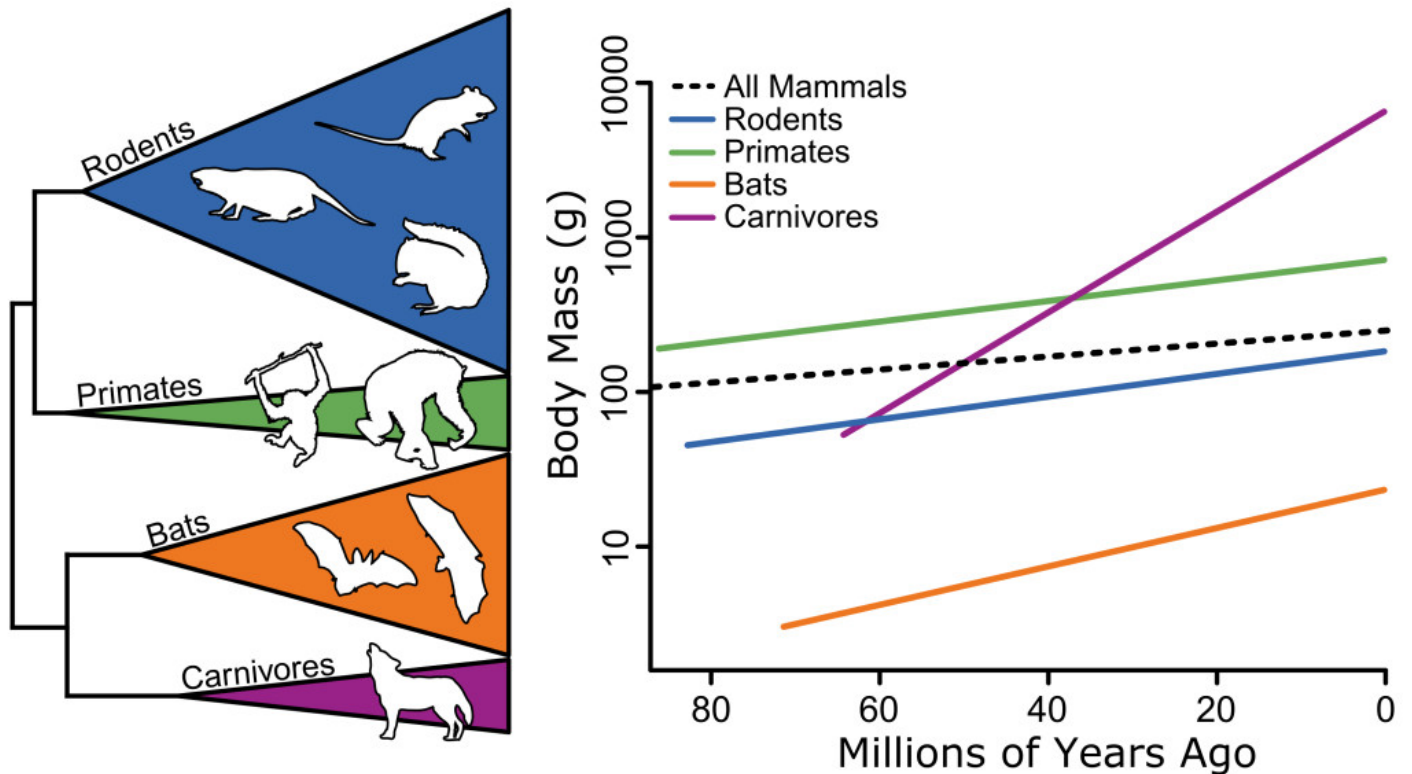 Rodents
Primates
Bats
Carnivores
Body Mass (g)
10000
1000
100
10
All Mammals
Rodents
Primates
Bats
Carnivores
80 60 40 20 0
Millions of Years Ago